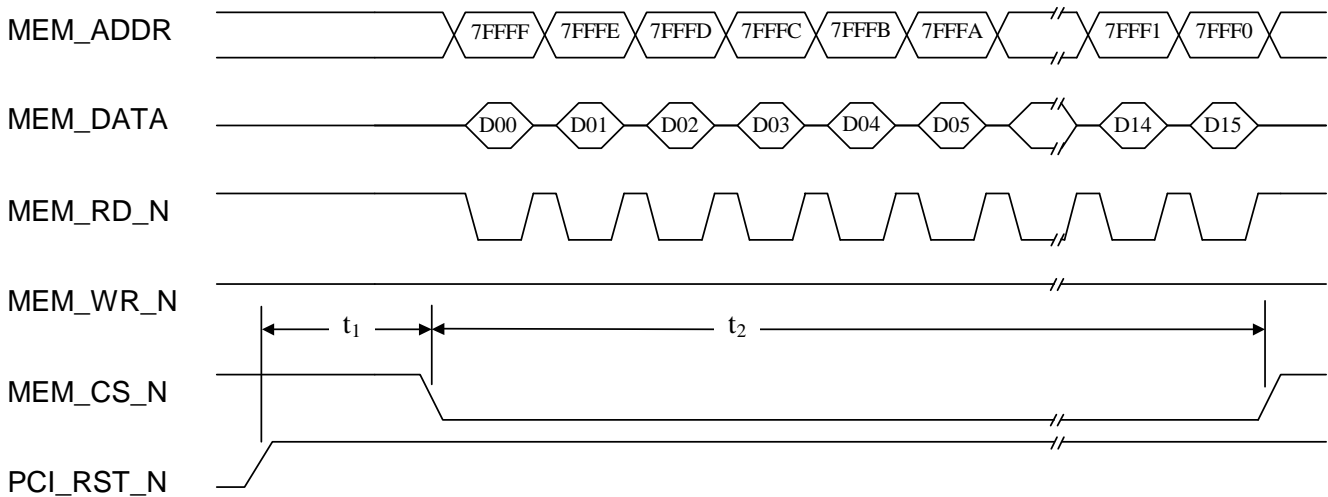 MEM_ADDR 7FFFF 7FFFE 7FFFD 7FFFC 7FFFB 7FFFA 7FFF1 7FFF0
MEM_DATA D00 D01 D02 D03 D04 D05 D14 D15
MEM_RD_N
MEM_WR_N
t₁ t₂
MEM_CS_N
PCI_RST_N